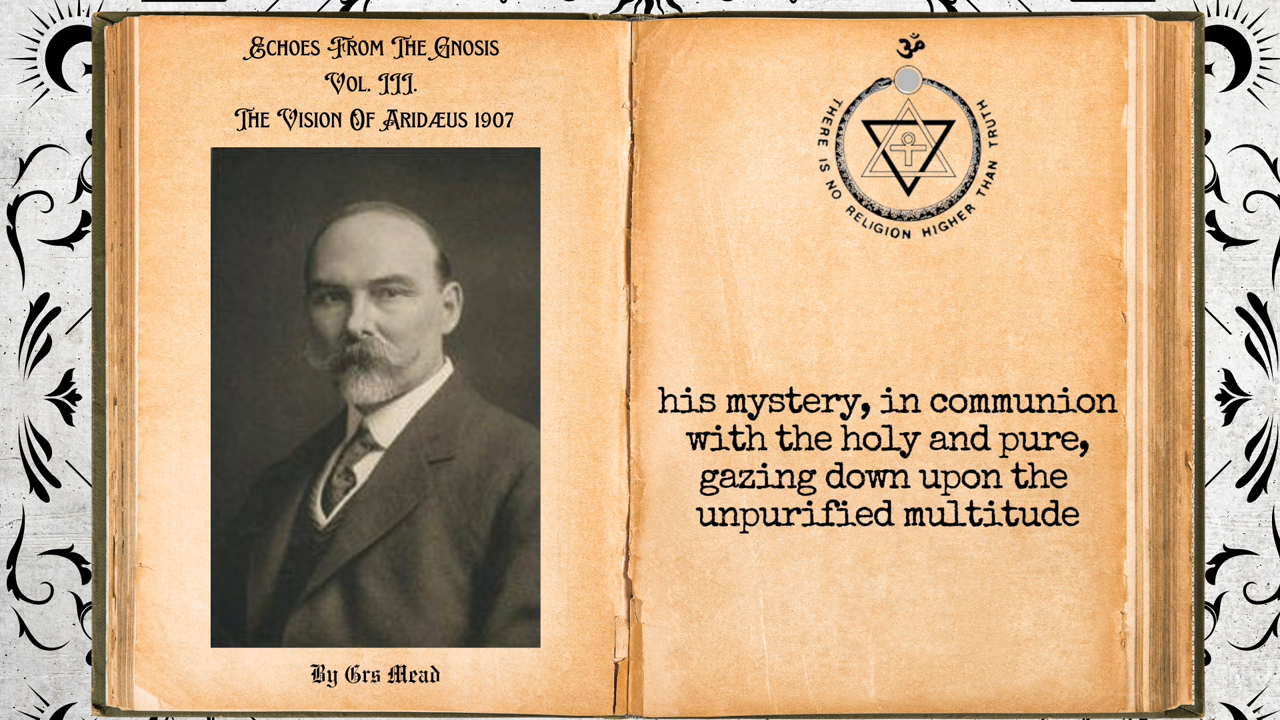 Echoes From The Gnosis
Vol. III.
The Vision Of Aridæus 1907
By Grs Mead
ॐ
THERE IS NO RELIGION HIGHER THAN TRUTH
his mystery, in communion
with the holy and pure,
gazing down upon the
unpurified multitude